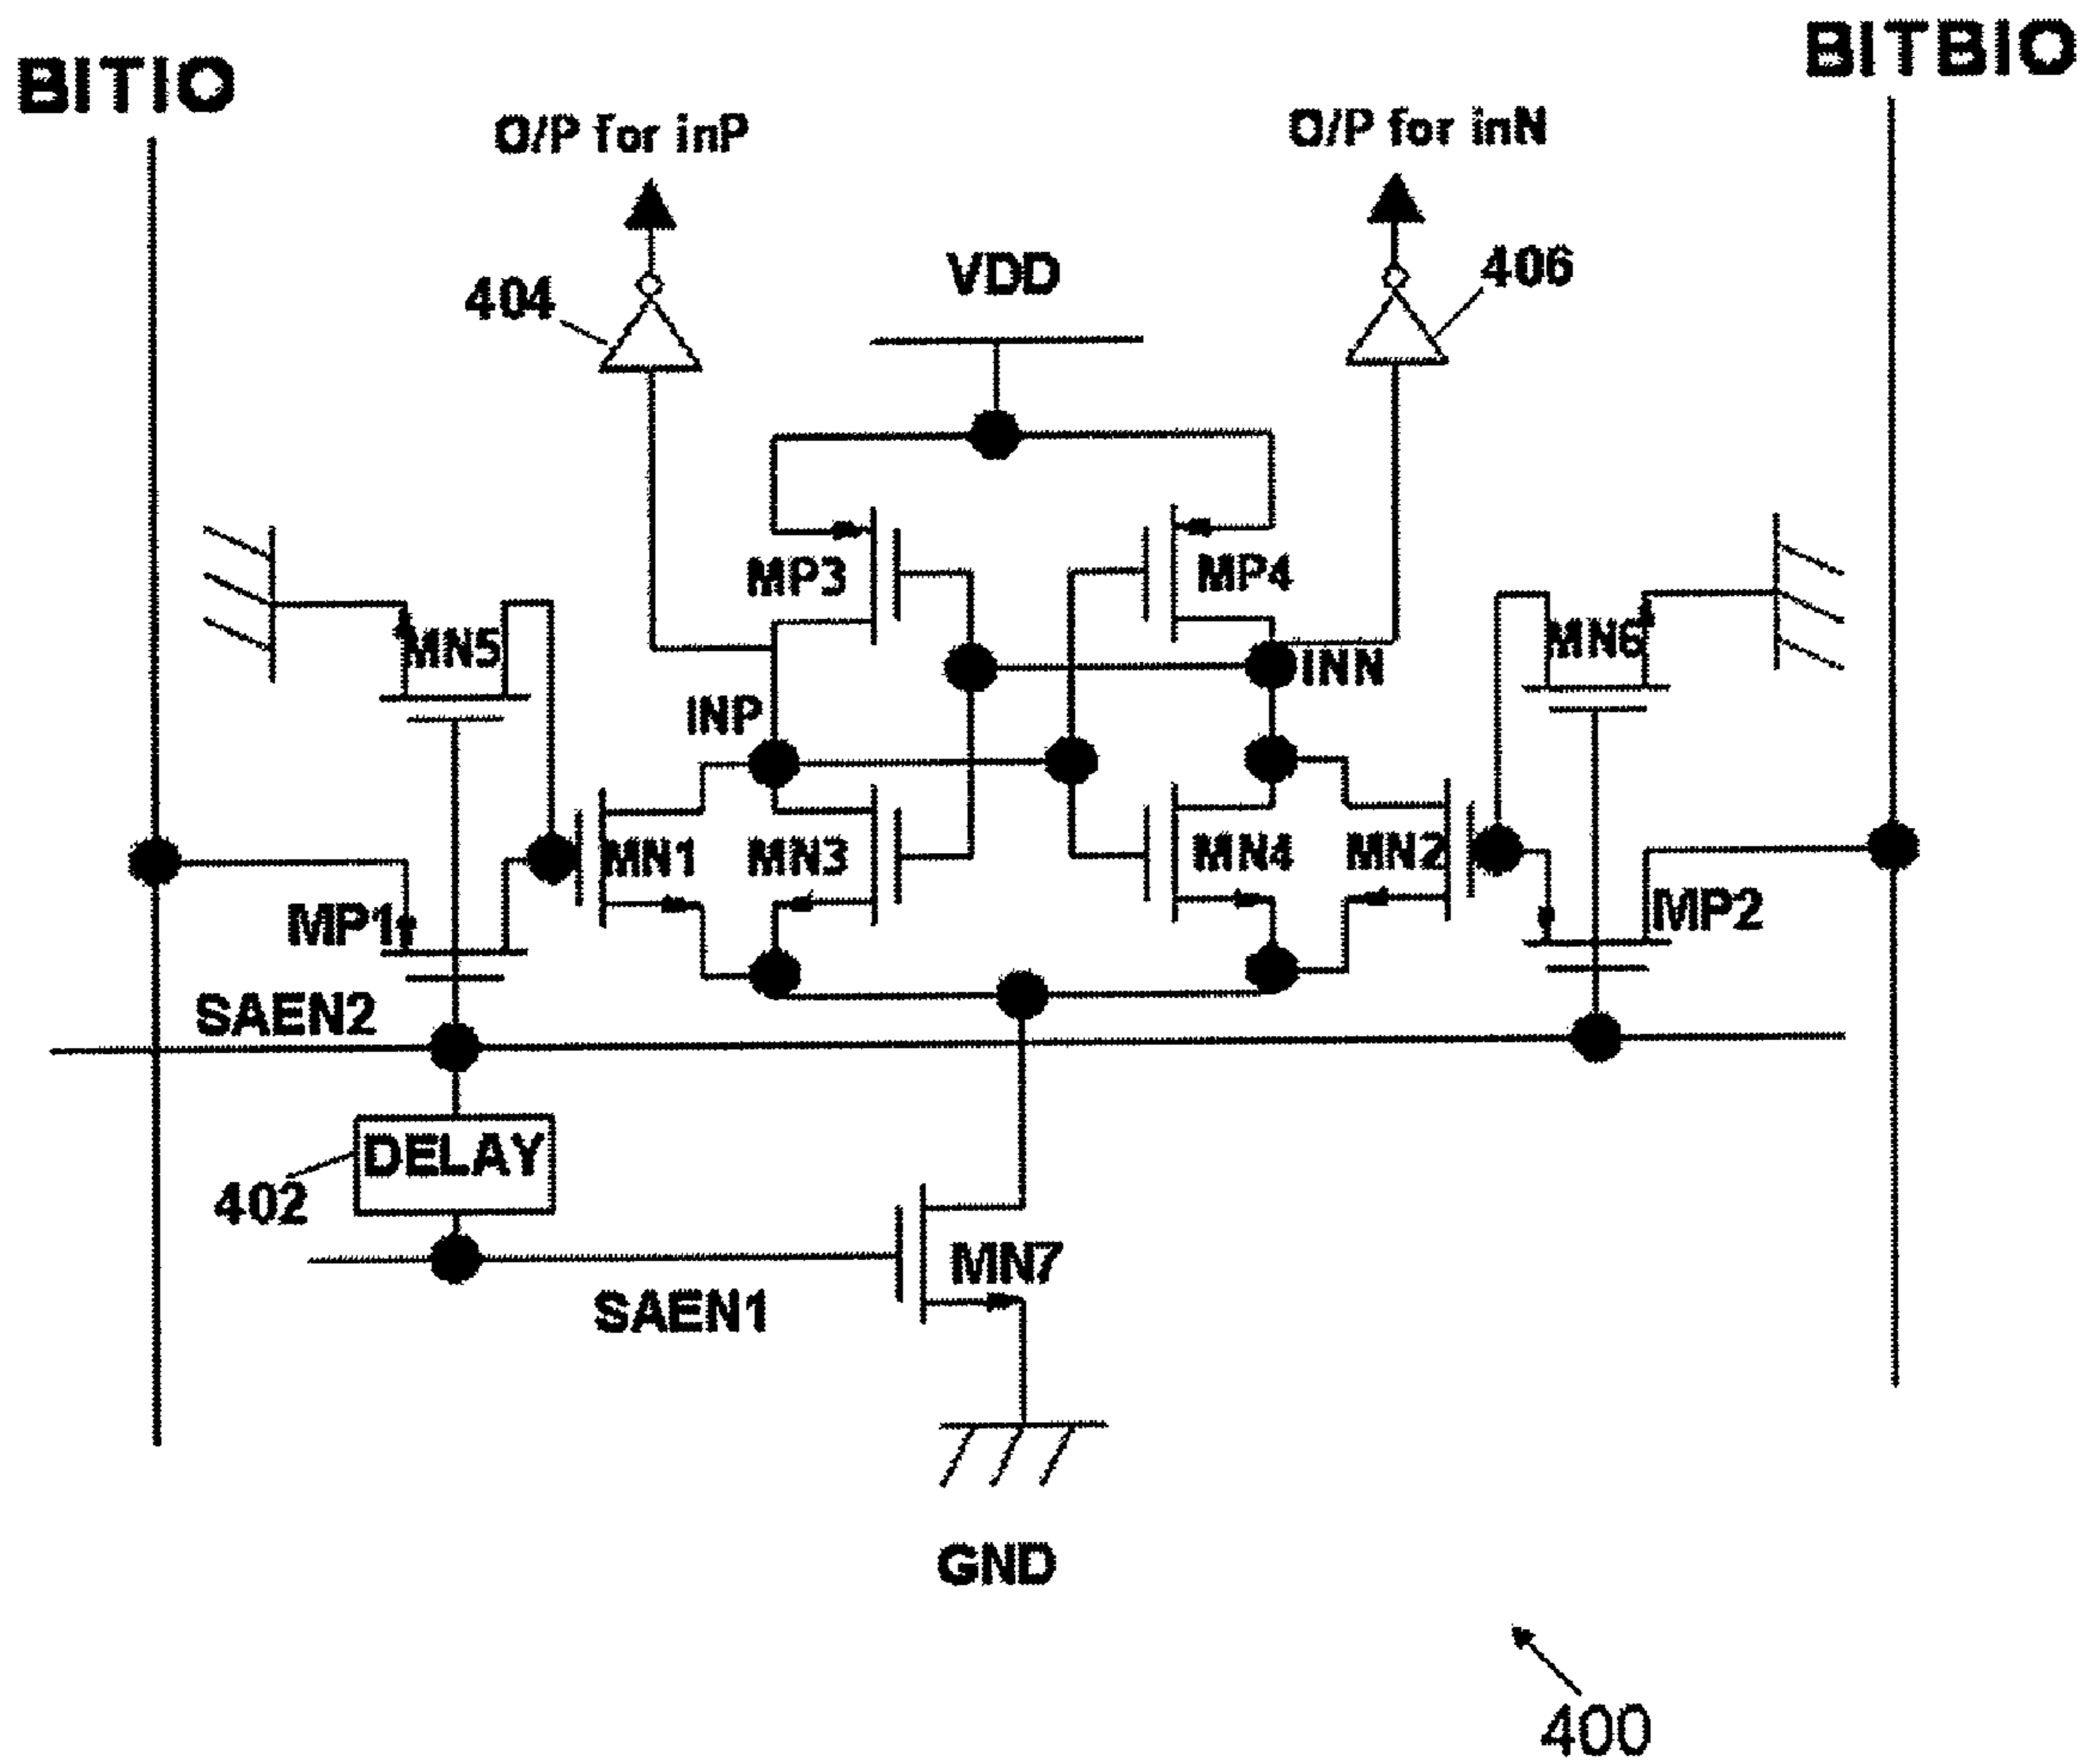 BITIO
BITBIO
O/P for inP
O/P for inN
404
VDD
406
MP3
MP4
MN5
MN6
INP
INN
MN1
MN3
MN4
MN2
MP1
MP2
SAEN2
DELAY
402
MN7
SAEN1
GND
400